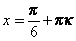 x = π/6 + πκ